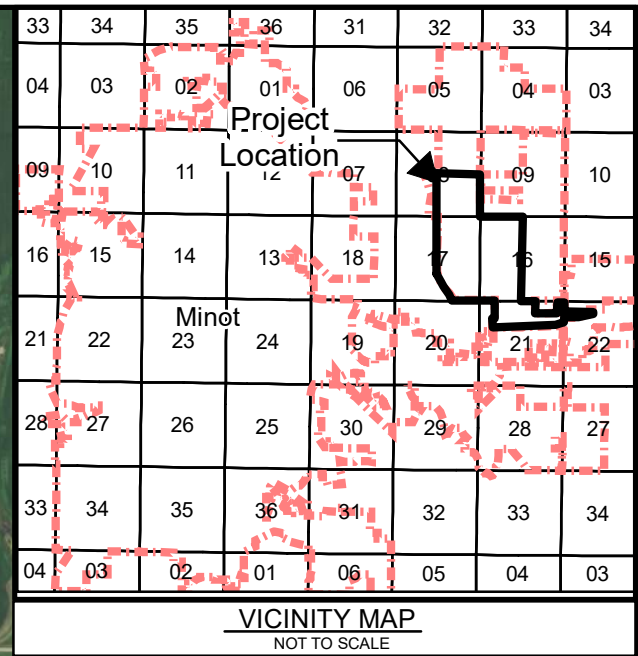 33 34 35 36 31 32 33 34
04 03 02 01 06 05 04 03
Project
Location
09 10 11 12 07 09 10
16 15 14 13 18 17 16 15
Minot
21 22 23 24 19 20 21 22
28 27 26 25 30 29 28 27
33 34 35 36 31 32 33 34
04 03 02 01 06 05 04 03
VICINITY MAP
NOT TO SCALE